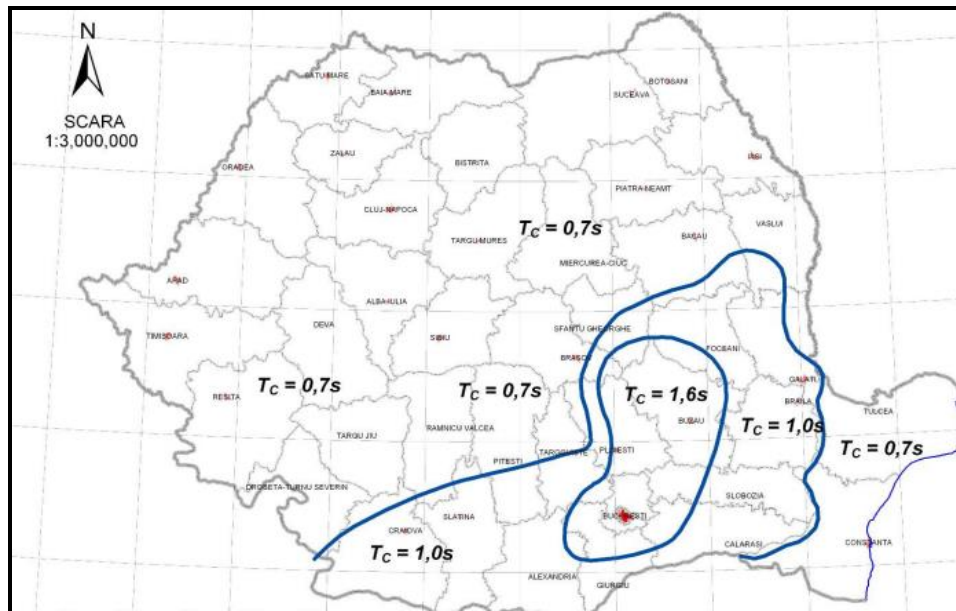 N
SCARA
1:3,000,000
SATU-MARE
BAIA-MARE
BOTOSANI
SUCEAVA
ORADEA
ZALAU
BISTRITA
IASI
PIATRA-NEAMT
CLUJ-NAPOCA
TARGU-MURES
T_C = 0,7s
BACAU
VASLUI
MIERCUREA-CIUC
ARAD
ALBA-IULIA
DEVA
TIMISOARA
SIBIU
SFANTU GHEORGHE
BRASOV
FOCSANI
GALATI
RESITA
T_C = 0,7s
T_C = 0,7s
T_C = 1,6s
BRAILA
TULCEA
BUZAU
T_C = 1,0s
TARGU JIU
RAMNICU VALCEA
PITESTI
TARGOVISTE
PLOIESTI
T_C = 0,7s
DROBETA-TURNU SEVERIN
SLATINA
SLOBOZIA
BUCURESTI
CRAIOVA
CALARASI
CONSTANTA
T_C = 1,0s
ALEXANDRIA
GIURGIU